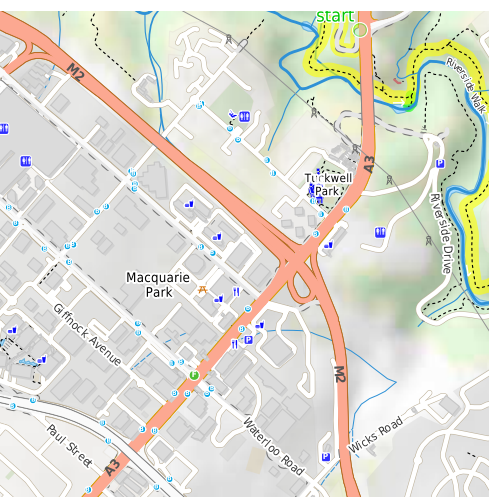 start
M2
Riverside Walk
A3
Tuckwell
Park
Riverside Drive
Macquarie
Park
Giffnock Avenue
M2
Wicks Road
Waterloo Road
Paul Street
A3
P
P
P
F